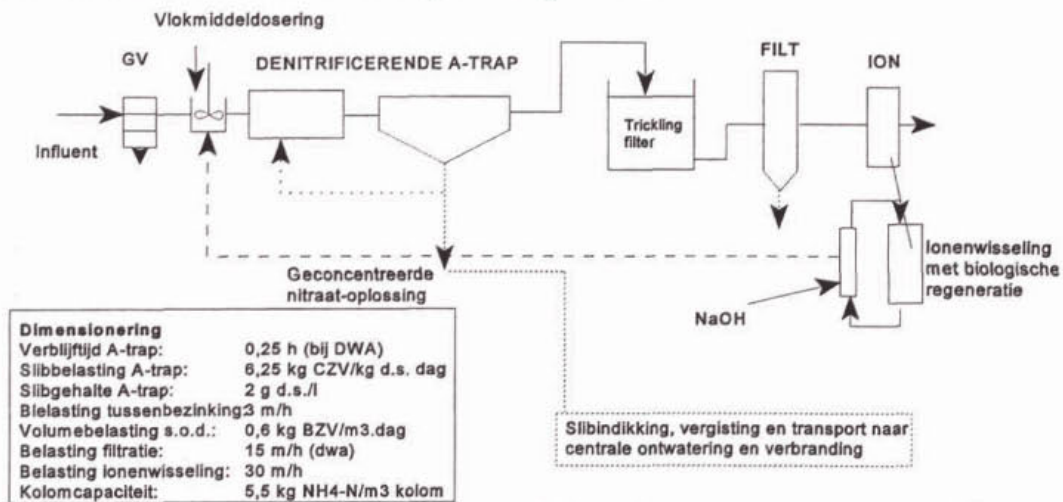 Vlokmiddeldosering
GV
DENITRIFICERENDE A-TRAP
FILT
ION
Influent
Trickling
filter
Geconcentreerde
nitraat-oplossing
NaOH
Ionenwisseling
met biologische
regeneratie
Dimensionering
Verblijftijd A-trap: 0,25 h (bij DWA)
Slibbelasting A-trap: 6,25 kg CZV/kg d.s. dag
Slibgehalte A-trap: 2 g d.s./l
Blelasting tussenbezinking: 3 m/h
Volumebelasting s.o.d.: 0,6 kg BZV/m3.dag
Belasting filtratie: 15 m/h (dwa)
Belasting Ionenwisseling: 30 m/h
Kolomcapaciteit: 5,5 kg NH4-N/m3 kolom
Slibindikking, vergisting en transport naar
centrale ontwatering en verbranding